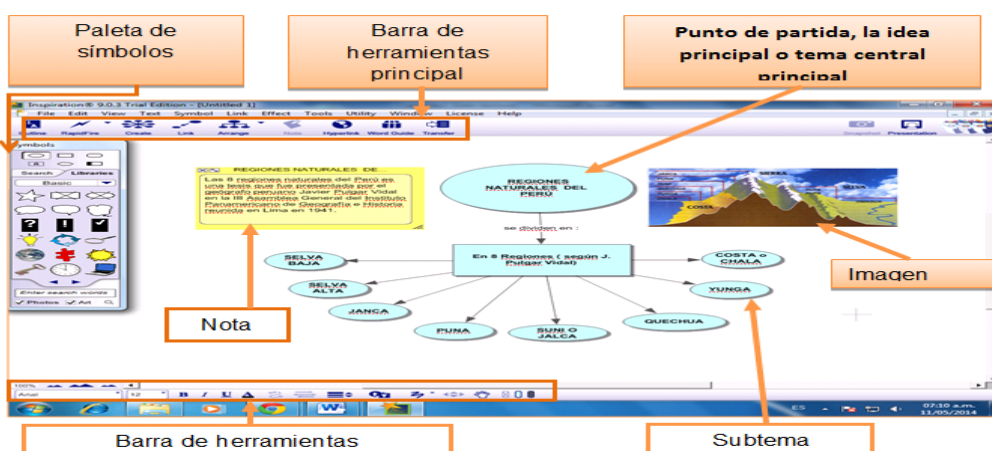 Paleta de
símbolos
Barra de
herramientas
principal
Punto de partida, la idea
principal o tema central
principal
Inspiration® 9.0.3 Trial Edition - [Untitled 1]
File Edit View Text Symbol Link Effect Tools Utility Window License Help
Outline RapidFire Create Link Arrange Note Hyperlink Word Guide Transfer Snapshot Presentation
Symbols
Search Libraries
Basic
Enter search words
Photos Art
REGIONES NATURALES DE...
Las 8 regiones naturales del Perú es
una tesis que fue presentada por el
geógrafo peruano Javier Pulgar Vidal
en la III Asamblea General del Instituto
Panamericano de Geografía e Historia
reunida en Lima en 1941.
REGIONES
NATURALES DEL
PERÚ
SIERRA
SELVA
COSTA
se dividen en :
En 8 Regiones ( según J.
Pulgar Vidal)
SELVA
BAJA
SELVA
ALTA
JANCA
PUNA
SUNI O
JALCA
QUECHUA
YUNGA
COSTA o
CHALA
Imagen
Nota
100%
Arial 12 B I U A
ES 07:10 a.m.
11/05/2014
Barra de herramientas
Subtema